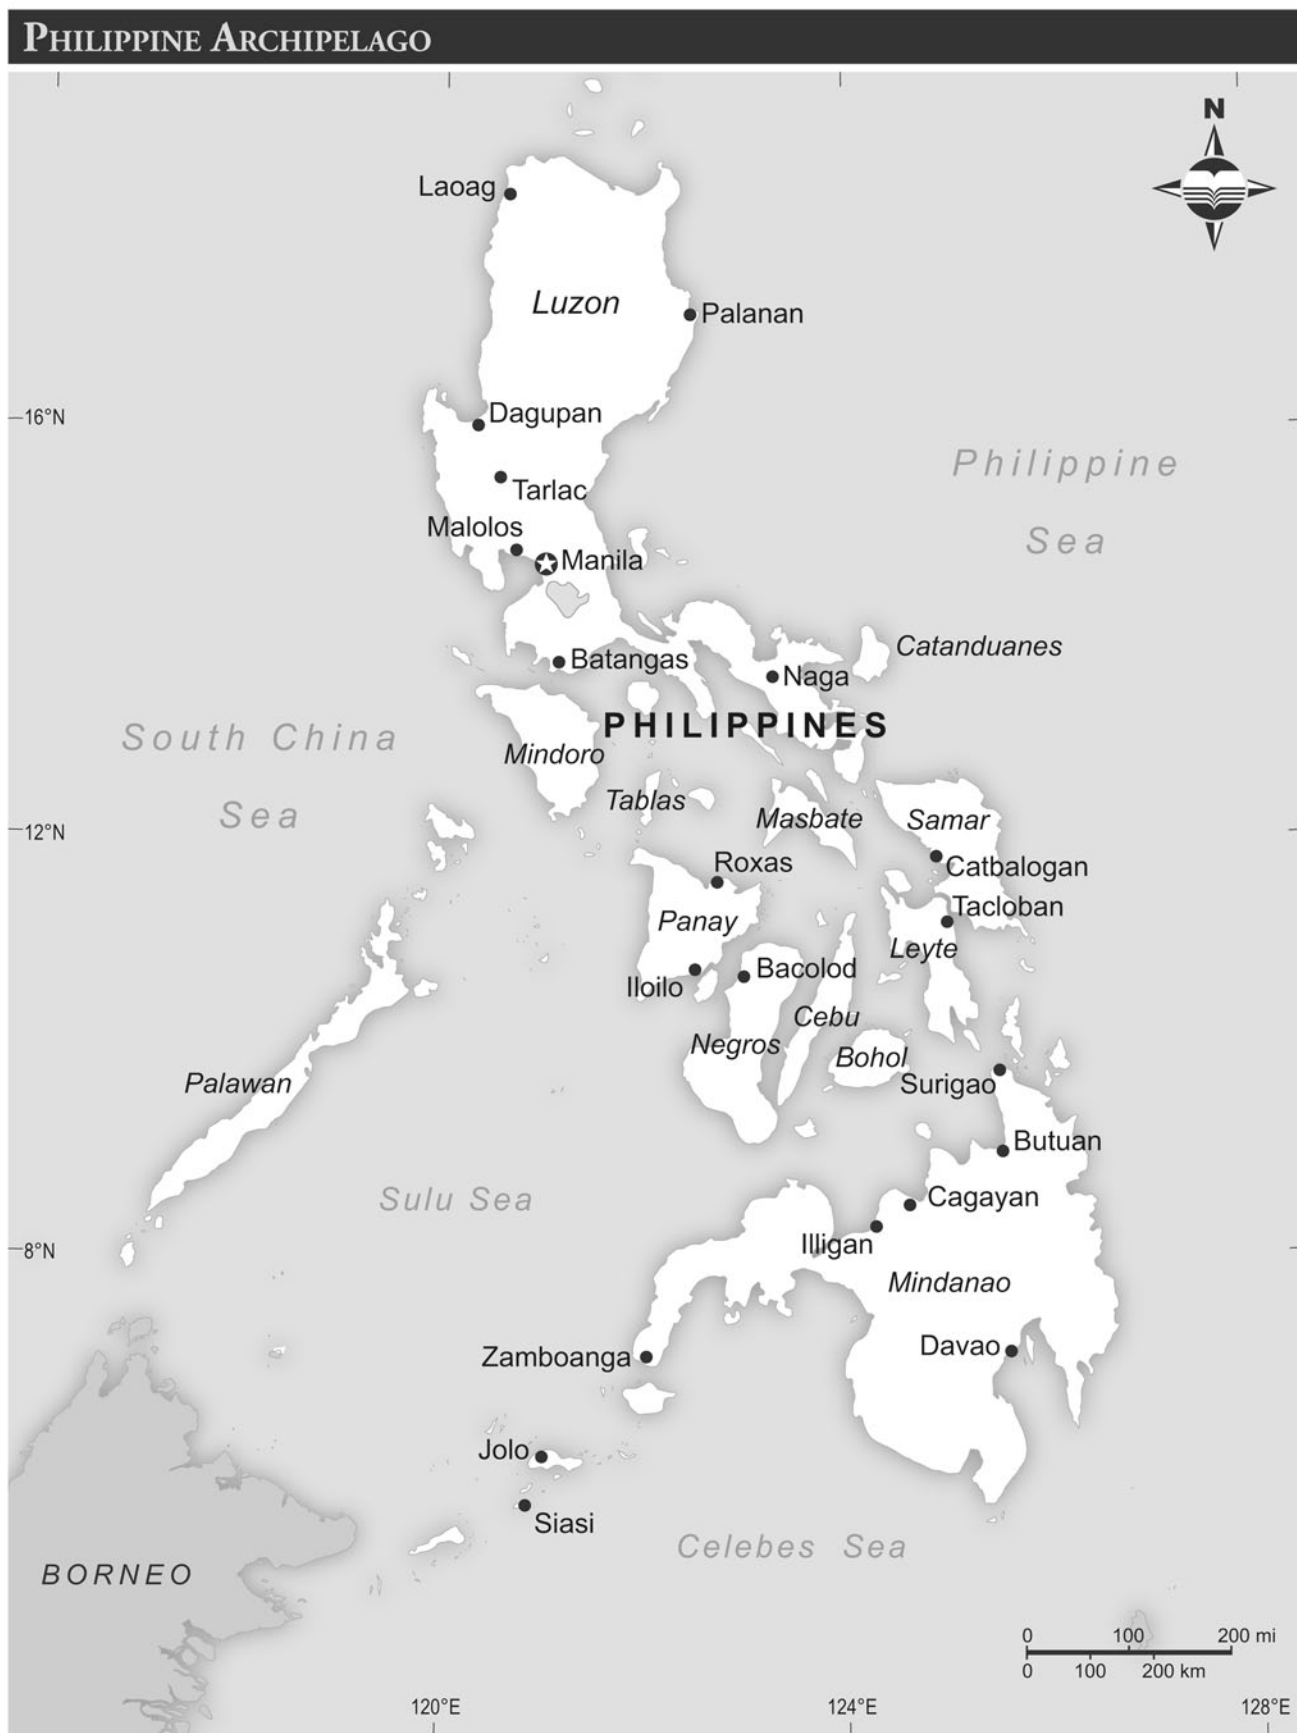 PHILIPPINE ARCHIPELAGO
N
Laoag
Luzon
Palanan
16°N
Dagupan
Philippine
Sea
Tarlac
Malolos
Manila
Catanduanes
Batangas
Naga
PHILIPPINES
South China
Sea
Mindoro
Tablas
Masbate
Samar
12°N
Roxas
Catbalogan
Tacloban
Panay
Leyte
Iloilo
Bacolod
Cebu
Negros
Bohol
Surigao
Palawan
Butuan
Sulu Sea
Cagayan
Illigan
8°N
Mindanao
Davao
Zamboanga
Jolo
Siasi
Celebes Sea
BORNEO
0 100 200 mi
0 100 200 km
120°E 124°E 128°E